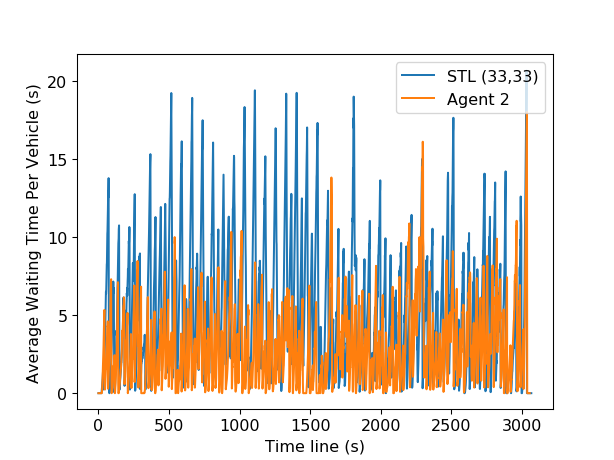 20
15
10
5
0
Average Waiting Time Per Vehicle (s)
STL (33,33)
Agent 2
0 500 1000 1500 2000 2500 3000
Time line (s)